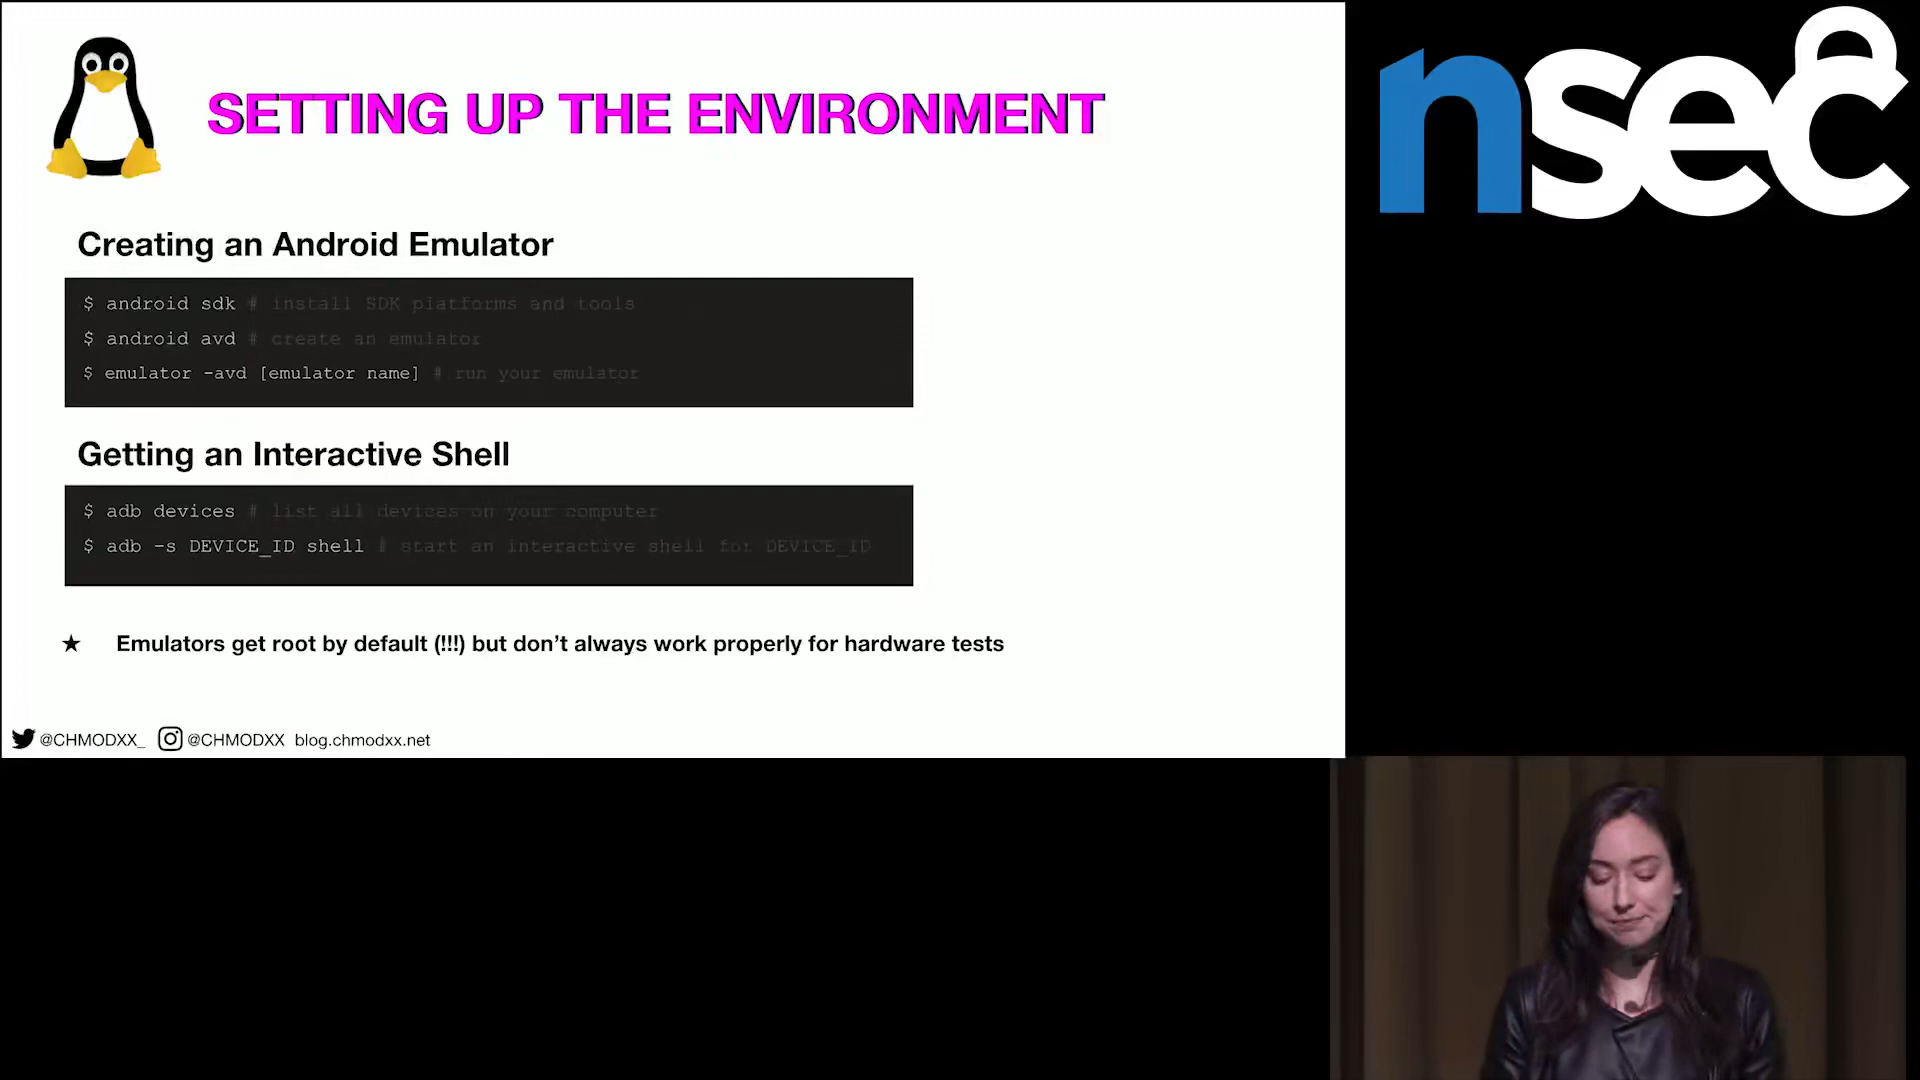 SETTING UP THE ENVIRONMENT
nsec
Creating an Android Emulator
$ android sdk # install SDK platforms and tools
$ android avd # create an emulator
$ emulator -avd [emulator name] # run your emulator
Getting an Interactive Shell
$ adb devices # list all devices on your computer
$ adb -s DEVICE_ID shell # start an interactive shell for DEVICE_ID
★ Emulators get root by default (!!!) but don’t always work properly for hardware tests
@CHMODXX_ @CHMODXX blog.chmodxx.net